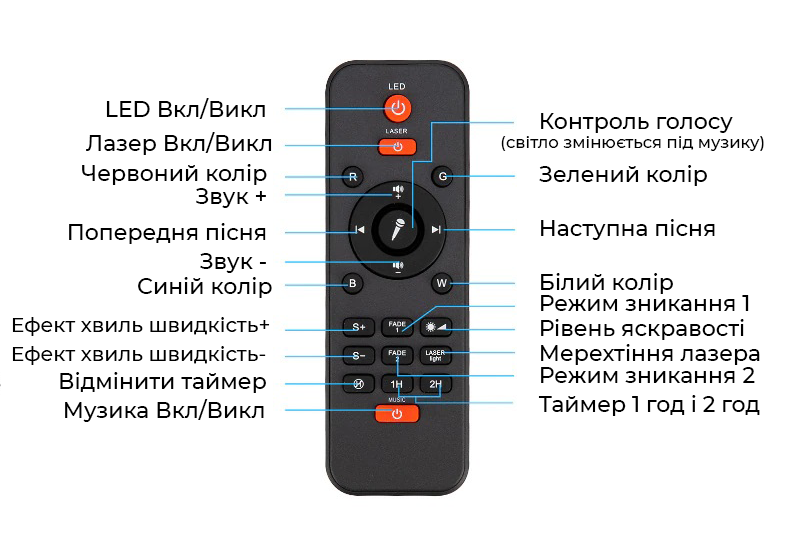 LED
LED Вкл/Викл
LASER
Лазер Вкл/Викл
Контроль голосу
(світло змінюється під музику)
Червоний колір
R
G
Зелений колір
Звук +
+
Попередня пісня
Наступна пісня
Звук -
−
Синій колір
B
W
Білий колір
Режим зникання 1
Ефект хвиль швидкість+
S+
FADE
1
Рівень яскравості
Ефект хвиль швидкість-
S−
FADE
2
LASER
light
Мерехтіння лазера
Режим зникання 2
Відмінити таймер
1H
2H
MUSIC
Музика Вкл/Викл
Таймер 1 год і 2 год